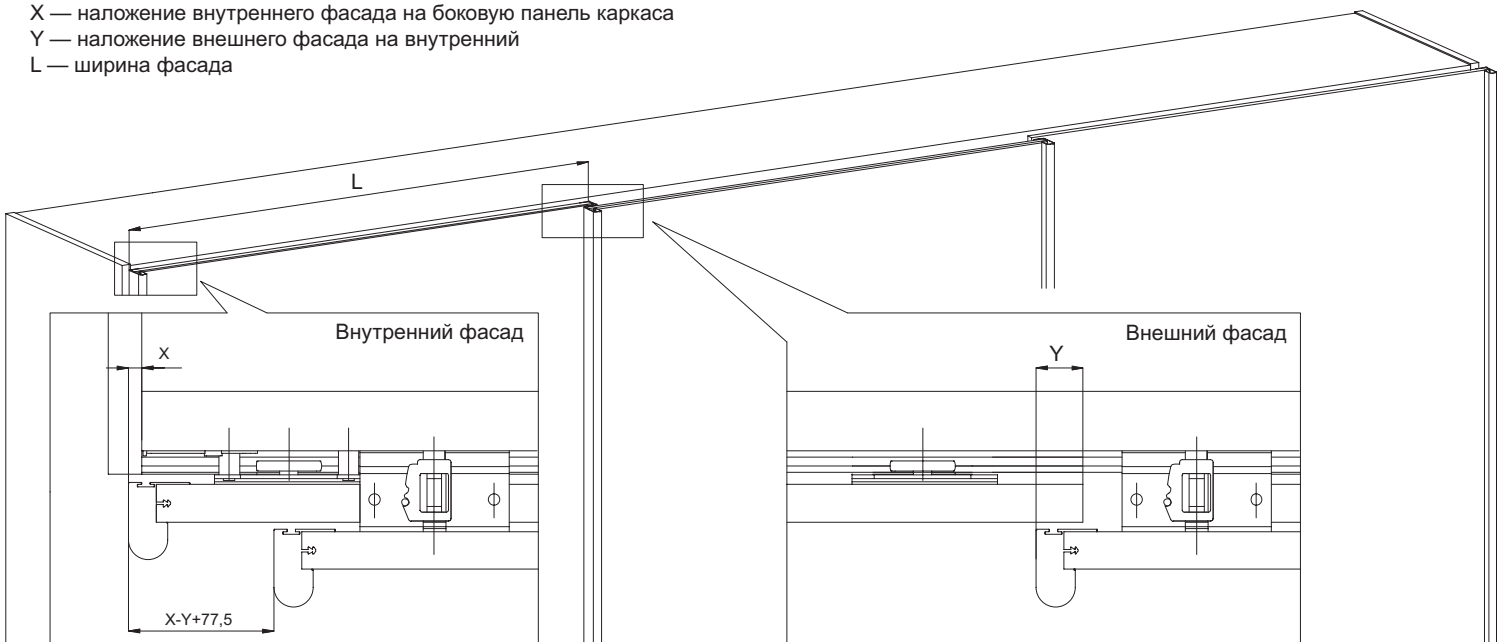 X — наложение внутреннего фасада на боковую панель каркаса
Y — наложение внешнего фасада на внутренний
L — ширина фасада
L
Внутренний фасад
Внешний фасад
X
Y
X-Y+77,5